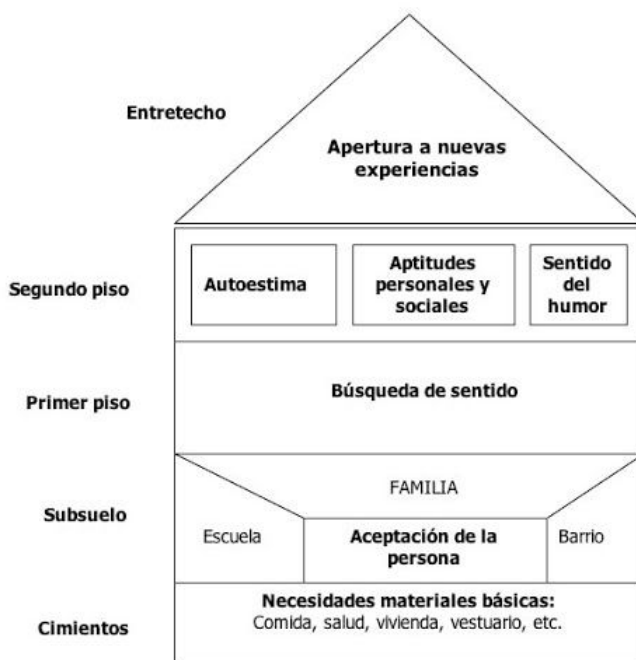 Entretecho
Apertura a nuevas
experiencias
Segundo piso
Autoestima
Aptitudes
personales y
sociales
Sentido
del
humor
Primer piso
Búsqueda de sentido
Subsuelo
FAMILIA
Escuela
Aceptación de la
persona
Barrio
Cimientos
Necesidades materiales básicas:
Comida, salud, vivienda, vestuario, etc.